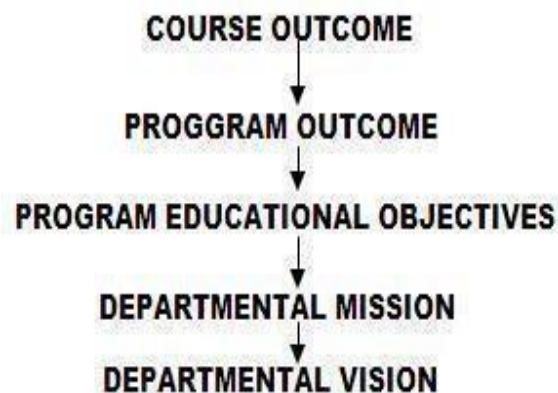 COURSE OUTCOME
PROGGRAM OUTCOME
PROGRAM EDUCATIONAL OBJECTIVES
DEPARTMENTAL MISSION
DEPARTMENTAL VISION